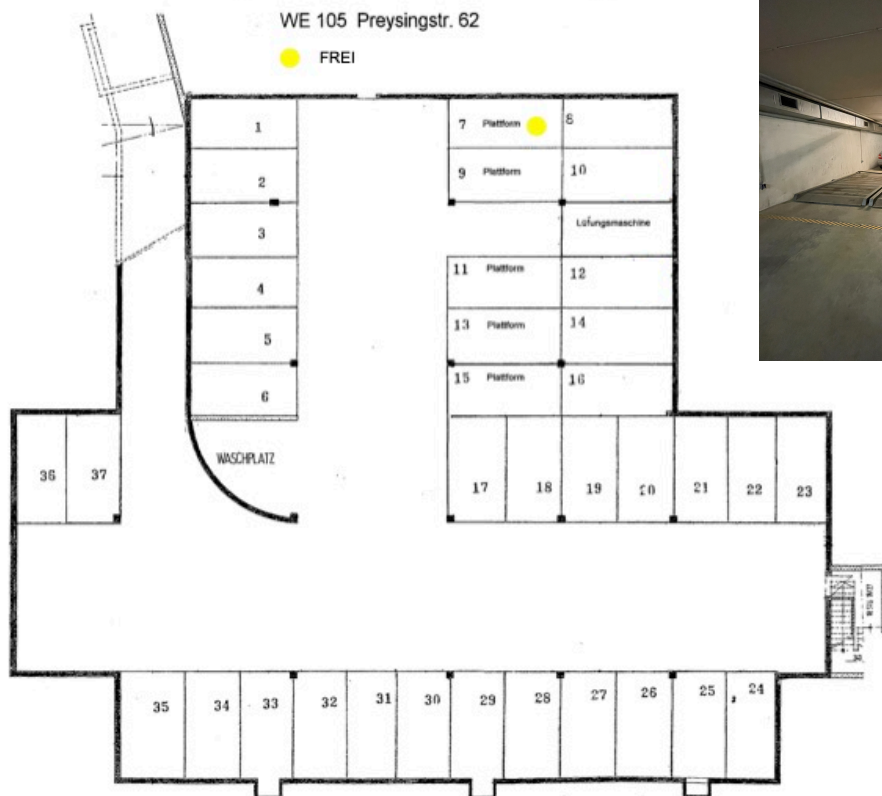 WE 105 Preysingstr. 62
FREI
1
7 Plattform 8
2
9 Plattform 10
3
Lüfungsmaschine
4
11 Plattform 12
5
13 Plattform 14
6
15 Plattform 16
WASCHPLATZ
36 37
17 18 19 20 21 22 23
35 34 33 32 31 30 29 28 27 26 25 24